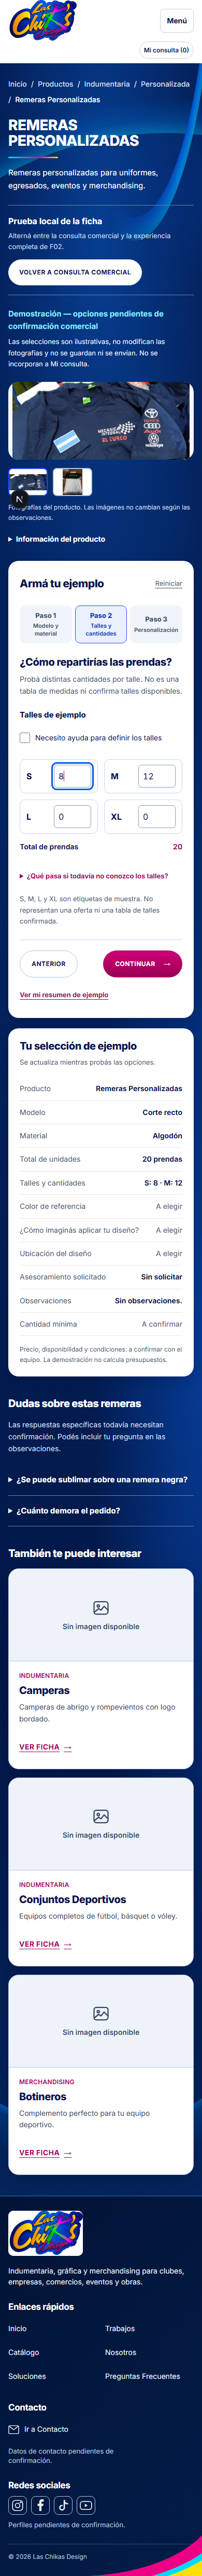 Las
ChiKs
Design
Menú
Mi consulta (0)
Inicio / Productos / Indumentaria / Personalizada
/ Remeras Personalizadas
REMERAS
PERSONALIZADAS
Remeras personalizadas para uniformes,
egresados, eventos y merchandising.
Prueba local de la ficha
Alterná entre la consulta comercial y la experiencia
completa de F02.
VOLVER A CONSULTA COMERCIAL
Demostración — opciones pendientes de
confirmación comercial
Las selecciones son ilustrativas, no modifican las
fotografías y no se guardan ni se envían. No se
incorporan a Mi consulta.
MECHANIC
INTEGRAL
EL CURCO
TOYOTA
Audi
Volkswagen
N
Fotografías del producto. Las imágenes no cambian según las
observaciones.
Información del producto
Armá tu ejemplo
Reiniciar
Paso 1
Modelo y
material
Paso 2
Talles y
cantidades
Paso 3
Personalización
¿Cómo repartirías las prendas?
Probá distintas cantidades por talle. No es una
tabla de medidas ni confirma talles disponibles.
Talles de ejemplo
Necesito ayuda para definir los talles
S 8
M 12
L 0
XL 0
Total de prendas 20
¿Qué pasa si todavía no conozco los talles?
S, M, L y XL son etiquetas de muestra. No
representan una oferta ni una tabla de talles
confirmada.
ANTERIOR
CONTINUAR →
Ver mi resumen de ejemplo
Tu selección de ejemplo
Se actualiza mientras probás las opciones.
Producto Remeras Personalizadas
Modelo Corte recto
Material Algodón
Total de unidades 20 prendas
Talles y cantidades S: 8 · M: 12
Color de referencia A elegir
¿Cómo imaginás aplicar tu diseño? A elegir
Ubicación del diseño A elegir
Asesoramiento solicitado Sin solicitar
Observaciones Sin observaciones.
Cantidad mínima A confirmar
Precio, disponibilidad y condiciones: a confirmar con el
equipo. La demostración no calcula presupuestos.
Dudas sobre estas remeras
Las respuestas específicas todavía necesitan
confirmación. Podés incluir tu pregunta en las
observaciones.
¿Se puede sublimar sobre una remera negra?
¿Cuánto demora el pedido?
También te puede interesar
Sin imagen disponible
INDUMENTARIA
Camperas
Camperas de abrigo y rompevientos con logo
bordado.
VER FICHA →
Sin imagen disponible
INDUMENTARIA
Conjuntos Deportivos
Equipos completos de fútbol, básquet o vóley.
VER FICHA →
Sin imagen disponible
MERCHANDISING
Botineros
Complemento perfecto para tu equipo
deportivo.
VER FICHA →
Las
ChiKs
Design
Indumentaria, gráfica y merchandising para clubes,
empresas, comercios, eventos y obras.
Enlaces rápidos
Inicio Trabajos
Catálogo Nosotros
Soluciones Preguntas Frecuentes
Contacto
Ir a Contacto
Datos de contacto pendientes de
confirmación.
Redes sociales
Perfiles pendientes de confirmación.
© 2026 Las Chikas Design